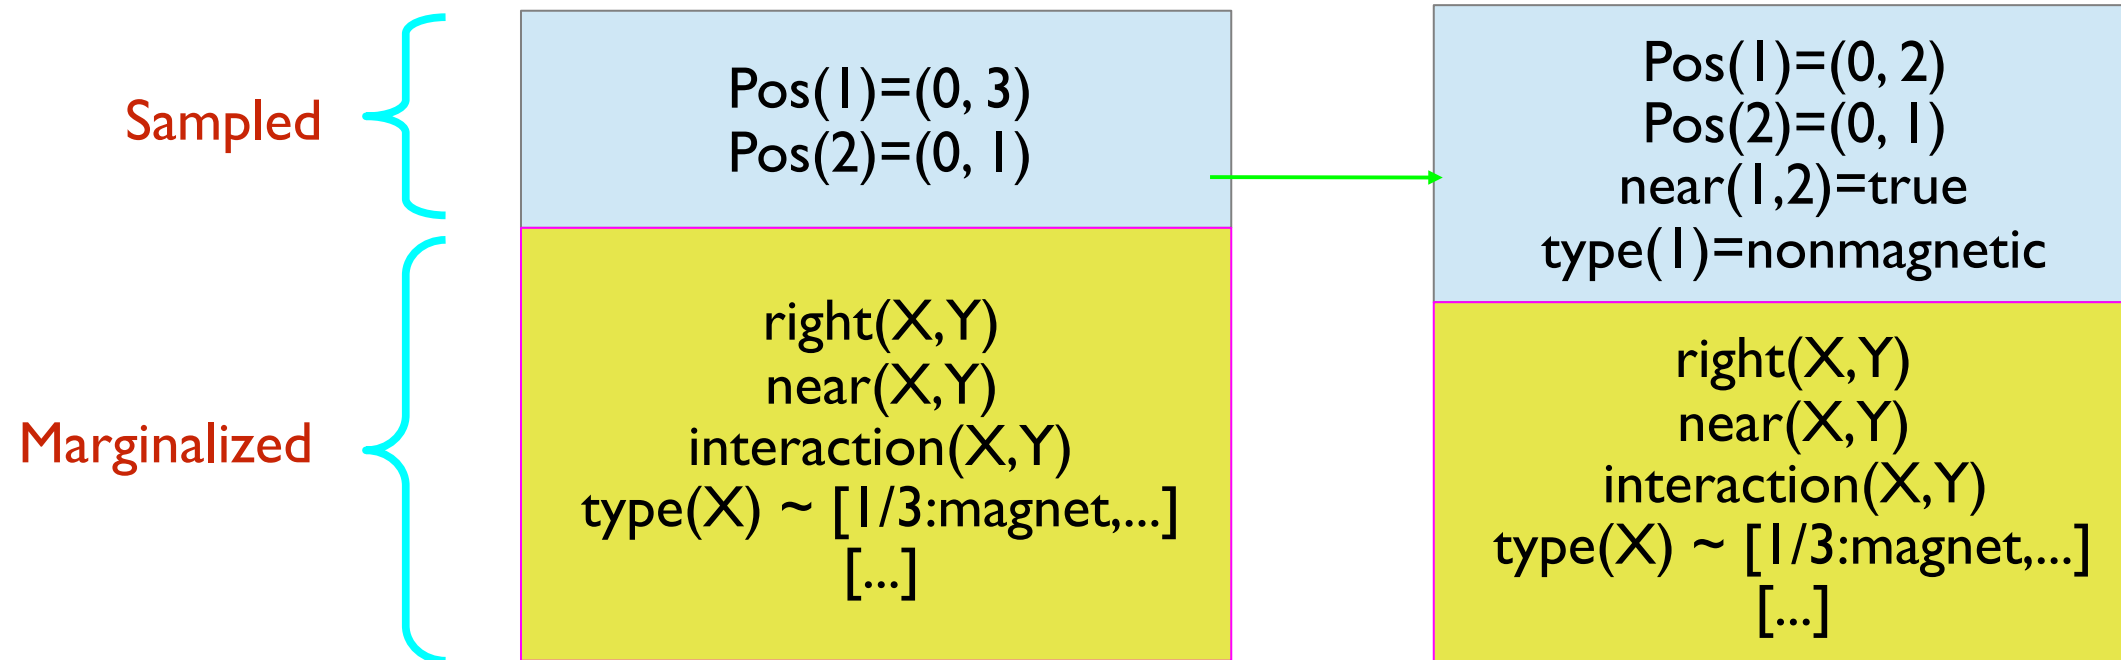 Sampled
Pos(1)=(0, 3)
Pos(2)=(0, 1)
Marginalized
right(X,Y)
near(X,Y)
interaction(X,Y)
type(X) ~ [1/3:magnet,...]
[...]
Pos(1)=(0, 2)
Pos(2)=(0, 1)
near(1,2)=true
type(1)=nonmagnetic
right(X,Y)
near(X,Y)
interaction(X,Y)
type(X) ~ [1/3:magnet,...]
[...]